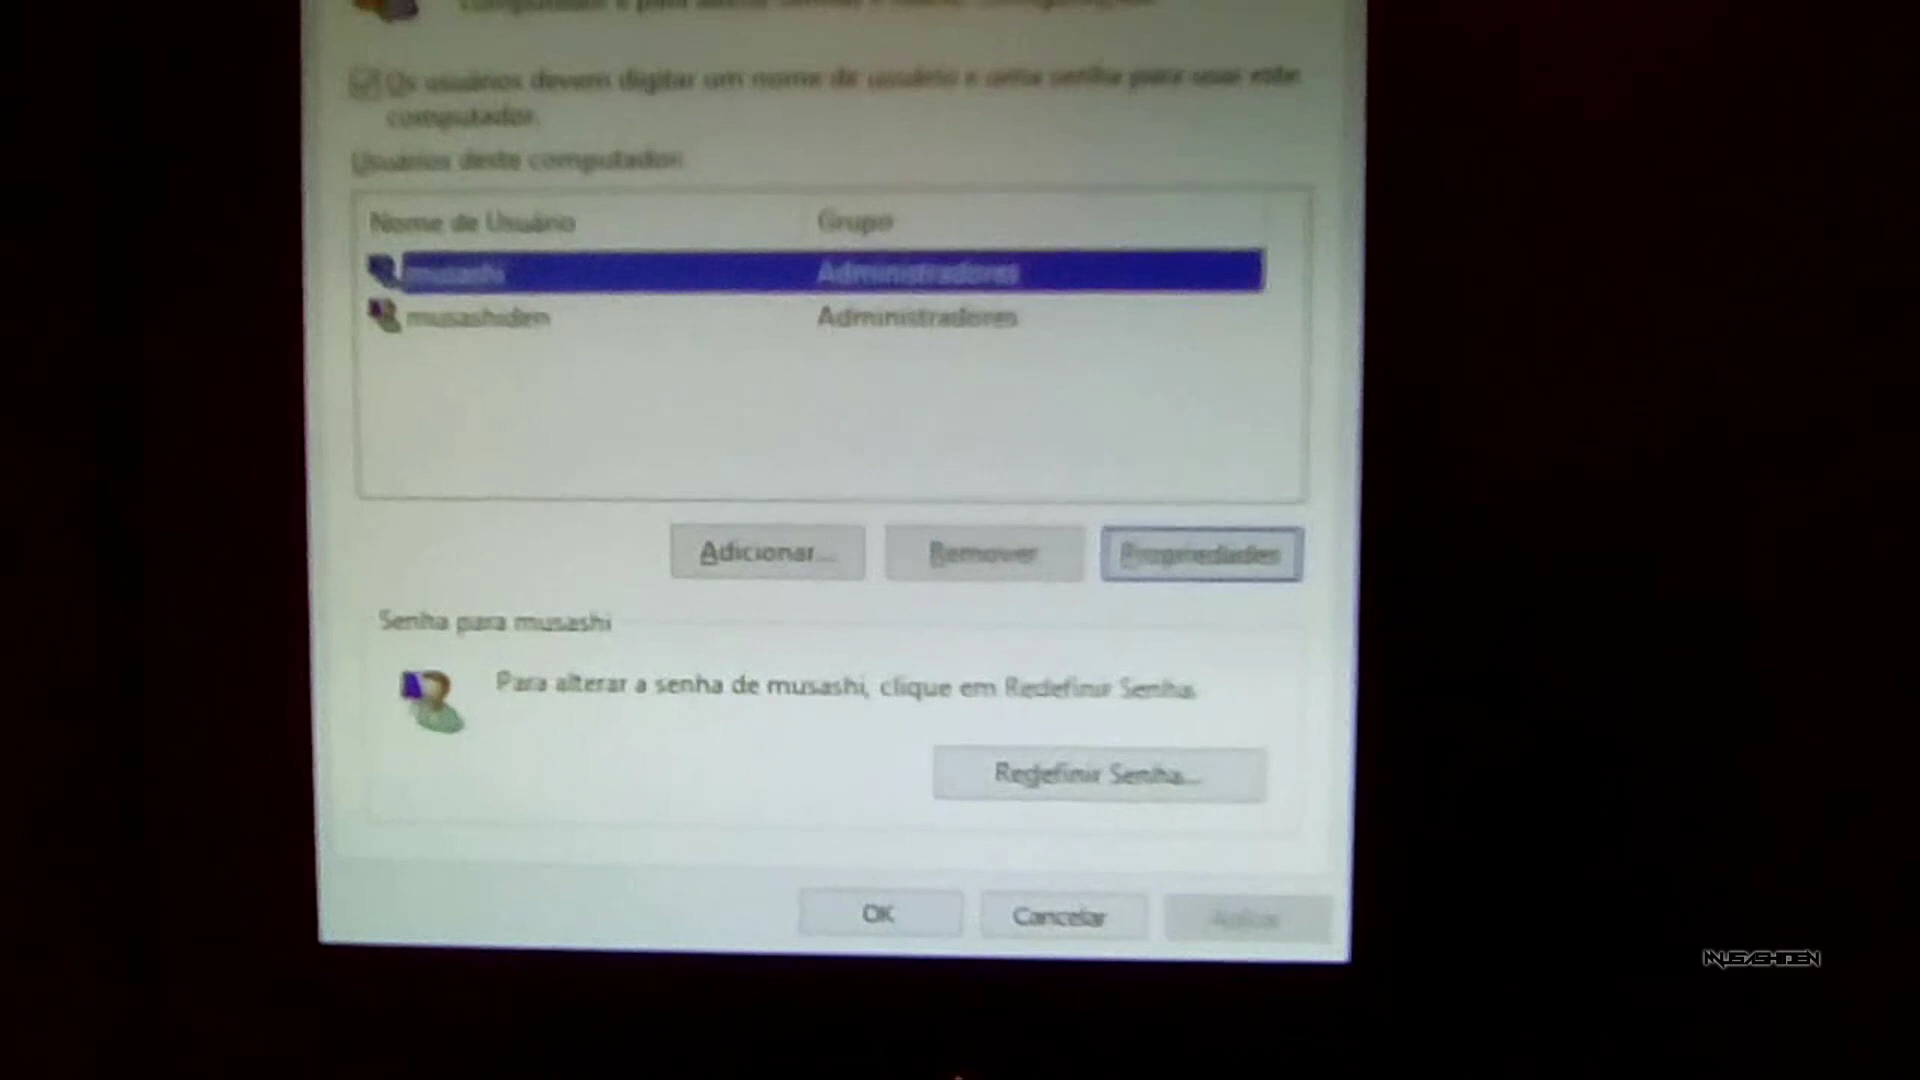 Os usuários devem digitar um nome de usuário e uma senha para usar este
computador.
Usuários deste computador:
Nome de Usuário Grupo
musashi Administradores
musashiden Administradores
Adicionar... Remover Propriedades
Senha para musashi
Para alterar a senha de musashi, clique em Redefinir Senha.
Redefinir Senha...
OK Cancelar Aplicar
MUSASHIDEN